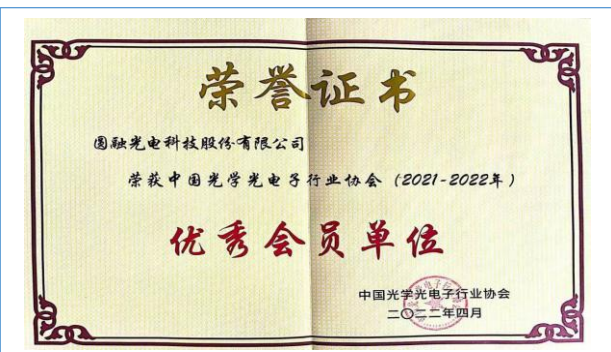 荣誉证书
圆融光电科技股份有限公司
荣获中国光学光电子行业协会（2021-2022年）
优秀会员单位
中国光学光电子行业协会
二〇二二年四月